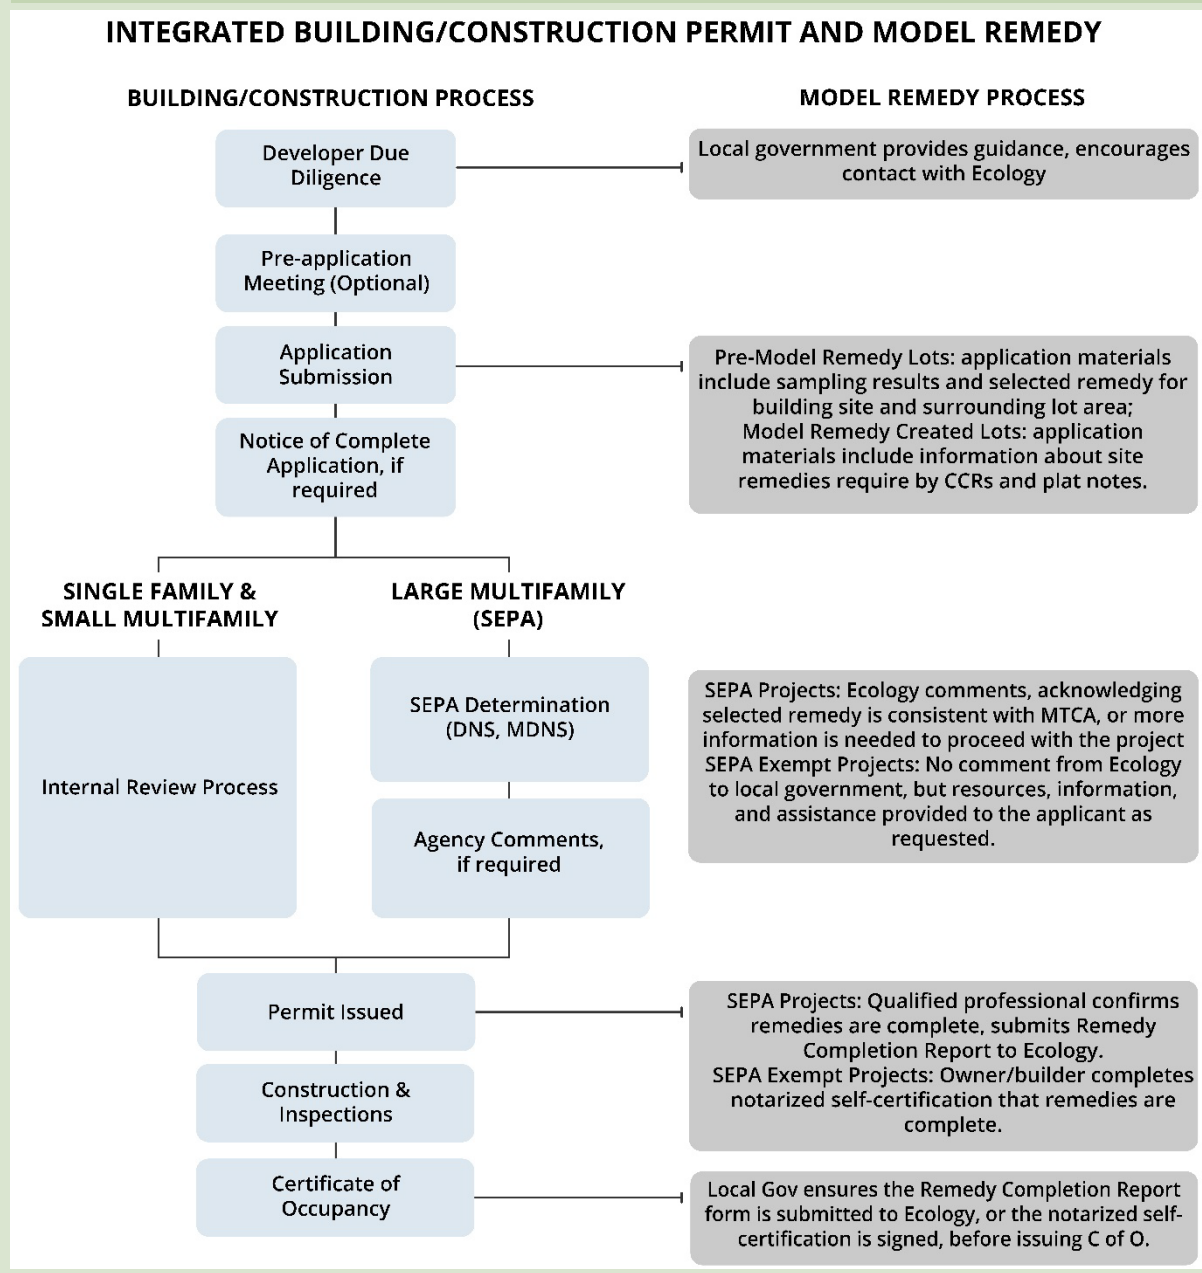 INTEGRATED BUILDING/CONSTRUCTION PERMIT AND MODEL REMEDY
BUILDING/CONSTRUCTION PROCESS
MODEL REMEDY PROCESS
Developer Due
Diligence
Local government provides guidance, encourages
contact with Ecology
Pre-application
Meeting (Optional)
Application
Submission
Pre-Model Remedy Lots: application materials
include sampling results and selected remedy for
building site and surrounding lot area;
Model Remedy Created Lots: application
materials include information about site
remedies require by CCRs and plat notes.
Notice of Complete
Application, if
required
SINGLE FAMILY &
SMALL MULTIFAMILY
LARGE MULTIFAMILY
(SEPA)
Internal Review Process
SEPA Determination
(DNS, MDNS)
Agency Comments,
if required
SEPA Projects: Ecology comments, acknowledging
selected remedy is consistent with MTCA, or more
information is needed to proceed with the project
SEPA Exempt Projects: No comment from Ecology
to local government, but resources, information,
and assistance provided to the applicant as
requested.
Permit Issued
SEPA Projects: Qualified professional confirms
remedies are complete, submits Remedy
Completion Report to Ecology.
SEPA Exempt Projects: Owner/builder completes
notarized self-certification that remedies are
complete.
Construction &
Inspections
Certificate of
Occupancy
Local Gov ensures the Remedy Completion Report
form is submitted to Ecology, or the notarized self-
certification is signed, before issuing C of O.